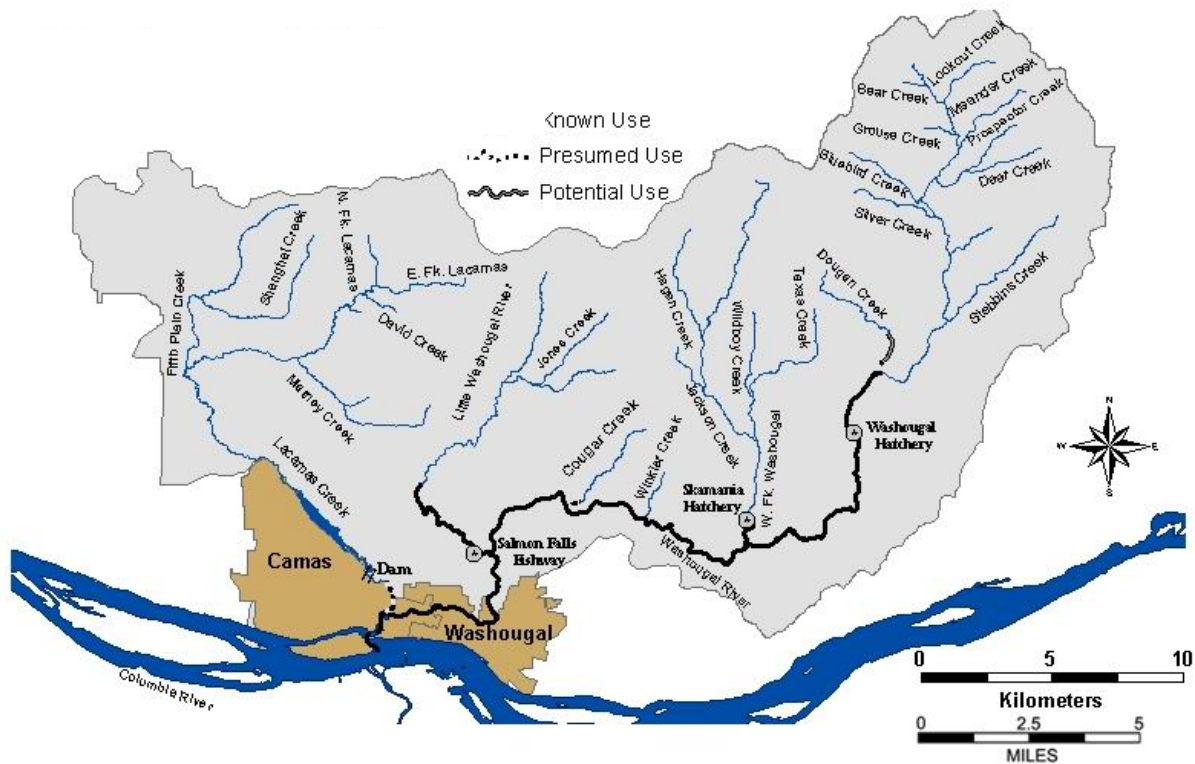 Lookout Creek
Bear Creek
Meander Creek
Prospector Creek
Grouse Creek
Bluebird Creek
Deer Creek
Silver Creek
Known Use
Presumed Use
Potential Use
N. Fk. Lacamas
Shanghei Creek
E. Fk. Lacamas
David Creek
Fifth Plain Creek
Matney Creek
Little Washougal River
Jones Creek
Hagen Creek
Wildboy Creek
Texas Creek
Dougan Creek
Stebbins Creek
Jackson Creek
Cougar Creek
Winkler Creek
W. Fk. Washougal
Washougal
Hatchery
Skamania
Hatchery
Lacamas Creek
Salmon Falls
Fishway
Washougal River
Camas
Dam
Washougal
Columbia River
N
W
E
S
0 5 10
Kilometers
0 2.5 5
MILES